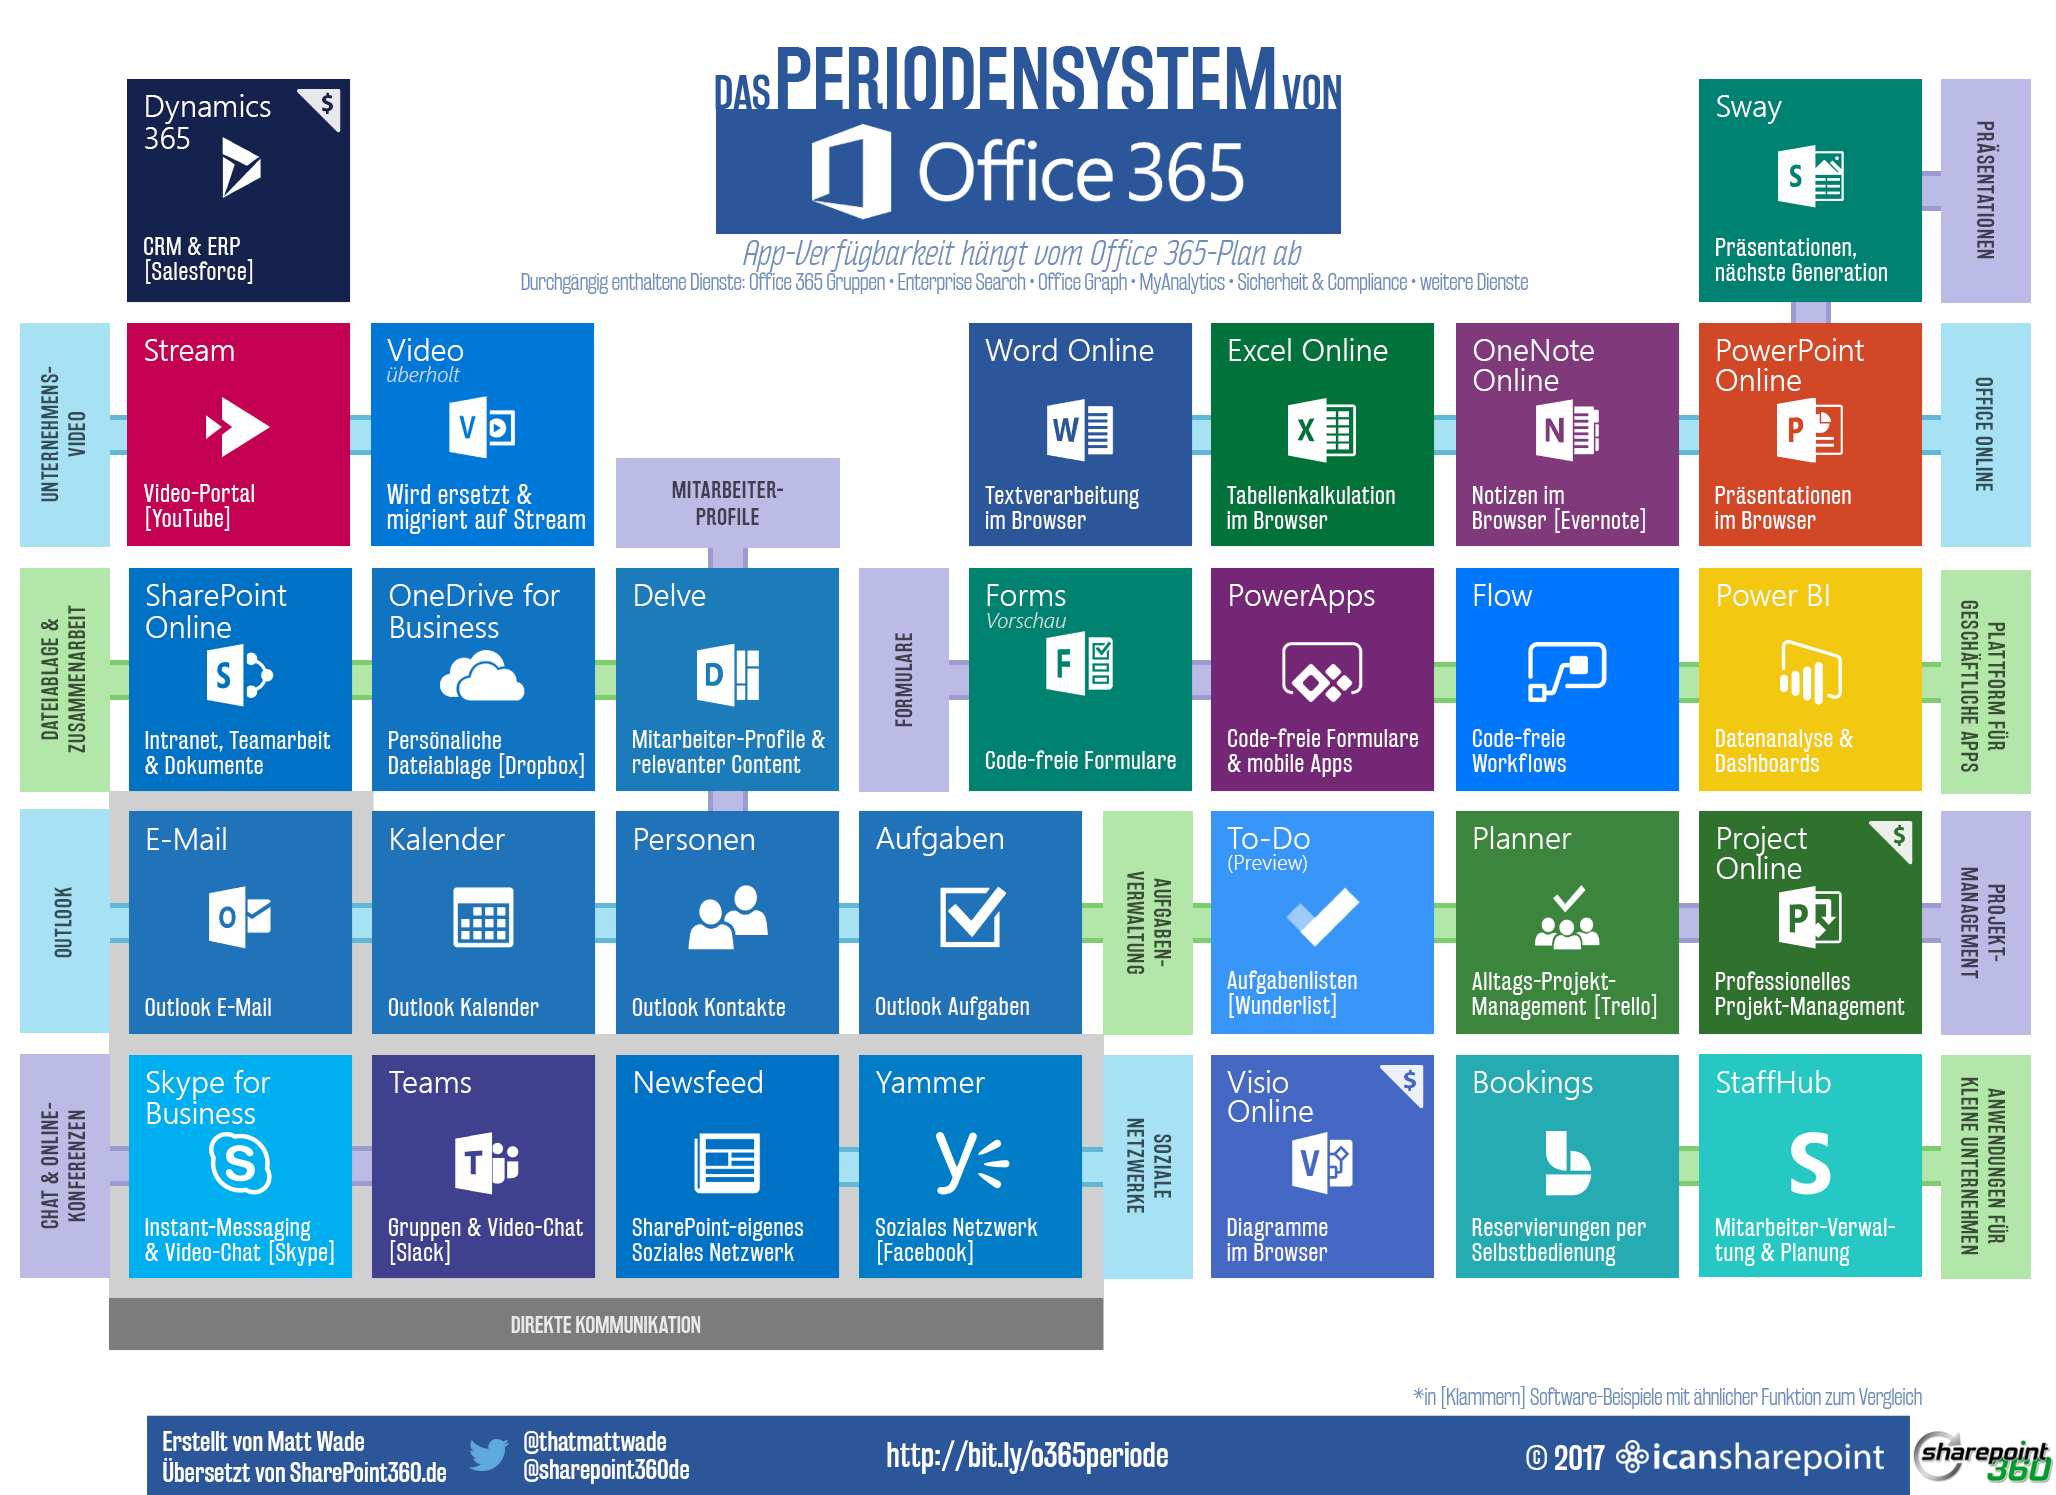 DAS PERIODENSYSTEM VON
Office 365
App-Verfügbarkeit hängt vom Office 365-Plan ab
Durchgängig enthaltene Dienste: Office 365 Gruppen • Enterprise Search • Office Graph • MyAnalytics • Sicherheit & Compliance • weitere Dienste
Dynamics
365
$
CRM & ERP
[Salesforce]
Sway
S
Präsentationen,
nächste Generation
PRÄSENTATIONEN
UNTERNEHMENS-
VIDEO
Stream
Video-Portal
[YouTube]
Video
überholt
V
Wird ersetzt &
migriert auf Stream
MITARBEITER-
PROFILE
Word Online
W
Textverarbeitung
im Browser
Excel Online
X
Tabellenkalkulation
im Browser
OneNote
Online
N
Notizen im
Browser [Evernote]
PowerPoint
Online
P
Präsentationen
im Browser
OFFICE ONLINE
DATEIABLAGE &
ZUSAMMENARBEIT
SharePoint
Online
S
Intranet, Teamarbeit
& Dokumente
OneDrive for
Business
Persönaliche
Dateiablage [Dropbox]
Delve
D
Mitarbeiter-Profile &
relevanter Content
FORMULARE
Forms
Vorschau
F
Code-freie Formulare
PowerApps
Code-freie Formulare
& mobile Apps
Flow
Code-freie
Workflows
Power BI
Datenanalyse &
Dashboards
PLATTFORM FÜR
GESCHÄFTLICHE APPS
OUTLOOK
E-Mail
O
Outlook E-Mail
Kalender
Outlook Kalender
Personen
Outlook Kontakte
Aufgaben
Outlook Aufgaben
AUFGABEN-
VERWALTUNG
To-Do
(Preview)
Aufgabenlisten
[Wunderlist]
Planner
Alltags-Projekt-
Management [Trello]
Project
Online
$
P
Professionelles
Projekt-Management
PROJEKT-
MANAGEMENT
CHAT & ONLINE-
KONFERENZEN
Skype for
Business
S
Instant-Messaging
& Video-Chat [Skype]
Teams
T
Gruppen & Video-Chat
[Slack]
Newsfeed
SharePoint-eigenes
Soziales Netzwerk
Yammer
y
Soziales Netzwerk
[Facebook]
SOZIALE
NETZWERKE
Visio
Online
$
V
Diagramme
im Browser
Bookings
b
Reservierungen per
Selbstbedienung
StaffHub
S
Mitarbeiter-Verwal-
tung & Planung
ANWENDUNGEN FÜR
KLEINE UNTERNEHMEN
DIREKTE KOMMUNIKATION
*in [Klammern] Software-Beispiele mit ähnlicher Funktion zum Vergleich
Erstellt von Matt Wade
Übersetzt von SharePoint360.de
@thatmattwade
@sharepoint360de
http://bit.ly/o365periode
© 2017 icansharepoint
sharepoint
360